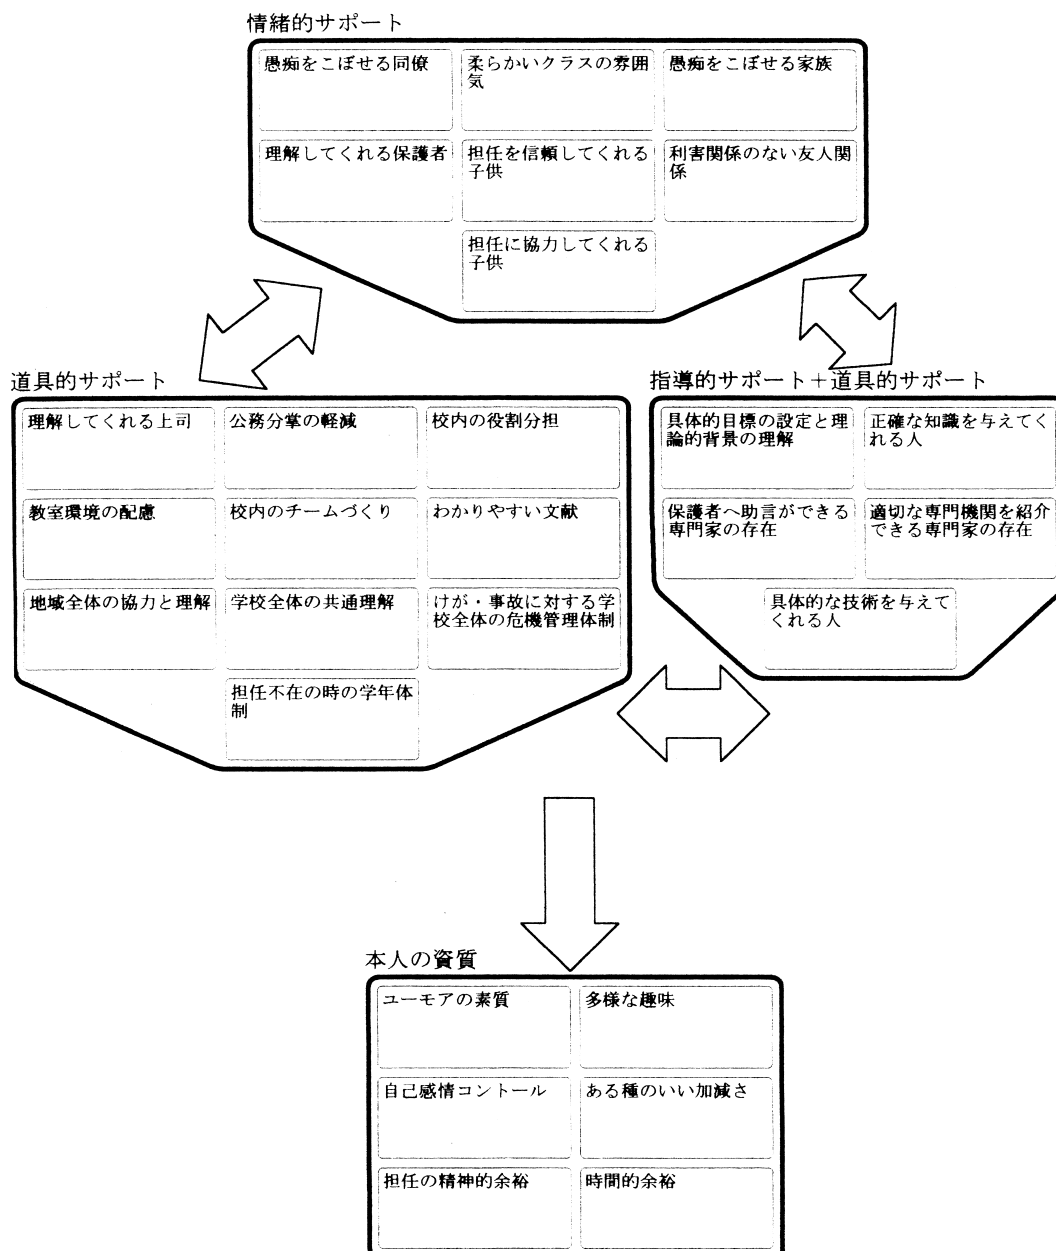 情緒的サポート
愚痴をこぼせる同僚
柔らかいクラスの雰囲
気
愚痴をこぼせる家族
理解してくれる保護者
担任を信頼してくれる
子供
利害関係のない友人関
係
担任に協力してくれる
子供
道具的サポート
理解してくれる上司
公務分掌の軽減
校内の役割分担
教室環境の配慮
校内のチームづくり
わかりやすい文献
地域全体の協力と理解
学校全体の共通理解
けが・事故に対する学
校全体の危機管理体制
担任不在の時の学年体
制
指導的サポート＋道具的サポート
具体的目標の設定と理
論的背景の理解
正確な知識を与えてく
れる人
保護者へ助言ができる
専門家の存在
適切な専門機関を紹介
できる専門家の存在
具体的な技術を与えて
くれる人
本人の資質
ユーモアの素質
多様な趣味
自己感情コントール
ある種のいい加減さ
担任の精神的余裕
時間的余裕